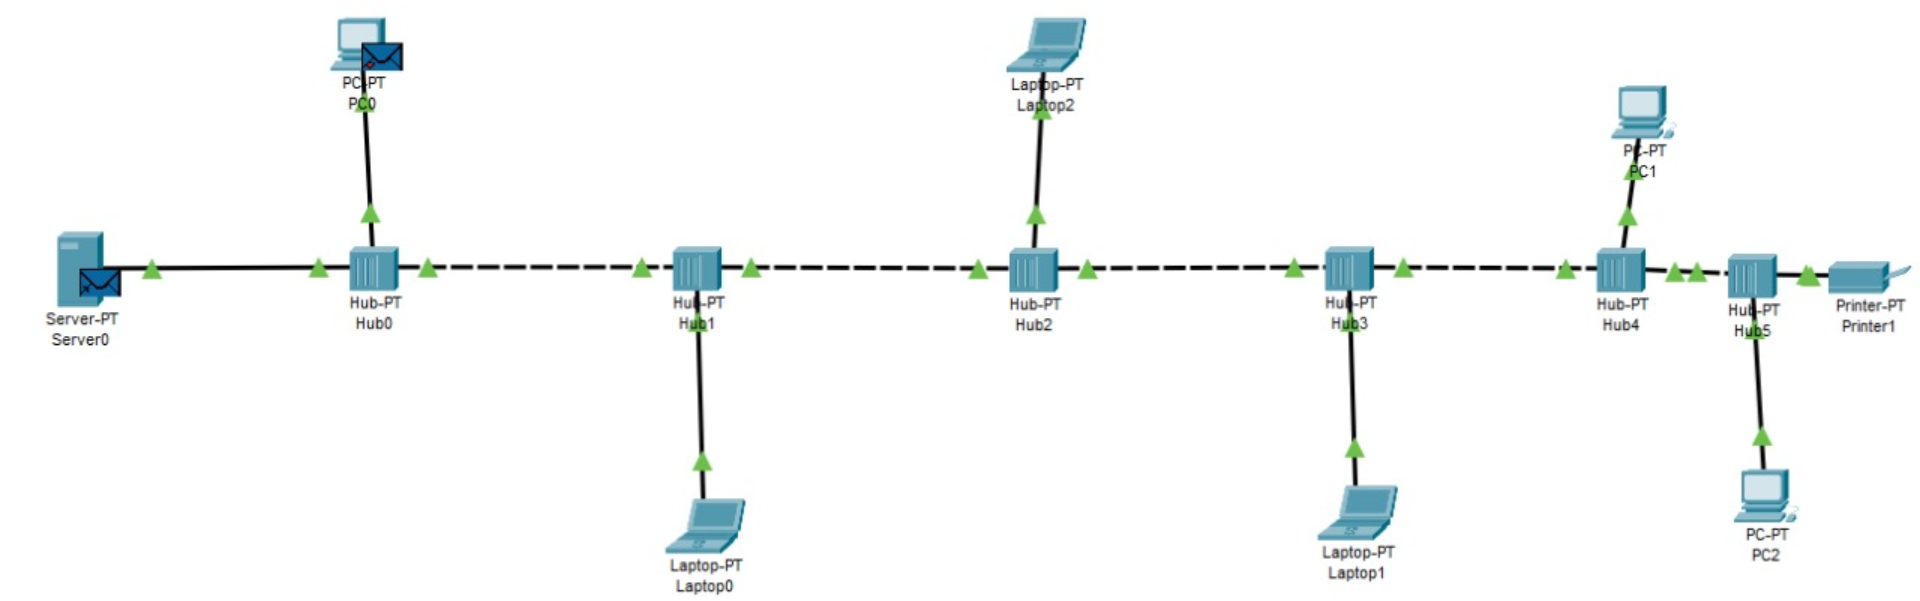 PC-PT
PC0
Laptop-PT
Laptop2
PC-PT
PC1
Server-PT
Server0
Hub-PT
Hub0
Hub-PT
Hub1
Hub-PT
Hub2
Hub-PT
Hub3
Hub-PT
Hub4
Hub-PT
Hub5
Printer-PT
Printer1
Laptop-PT
Laptop0
Laptop-PT
Laptop1
PC-PT
PC2